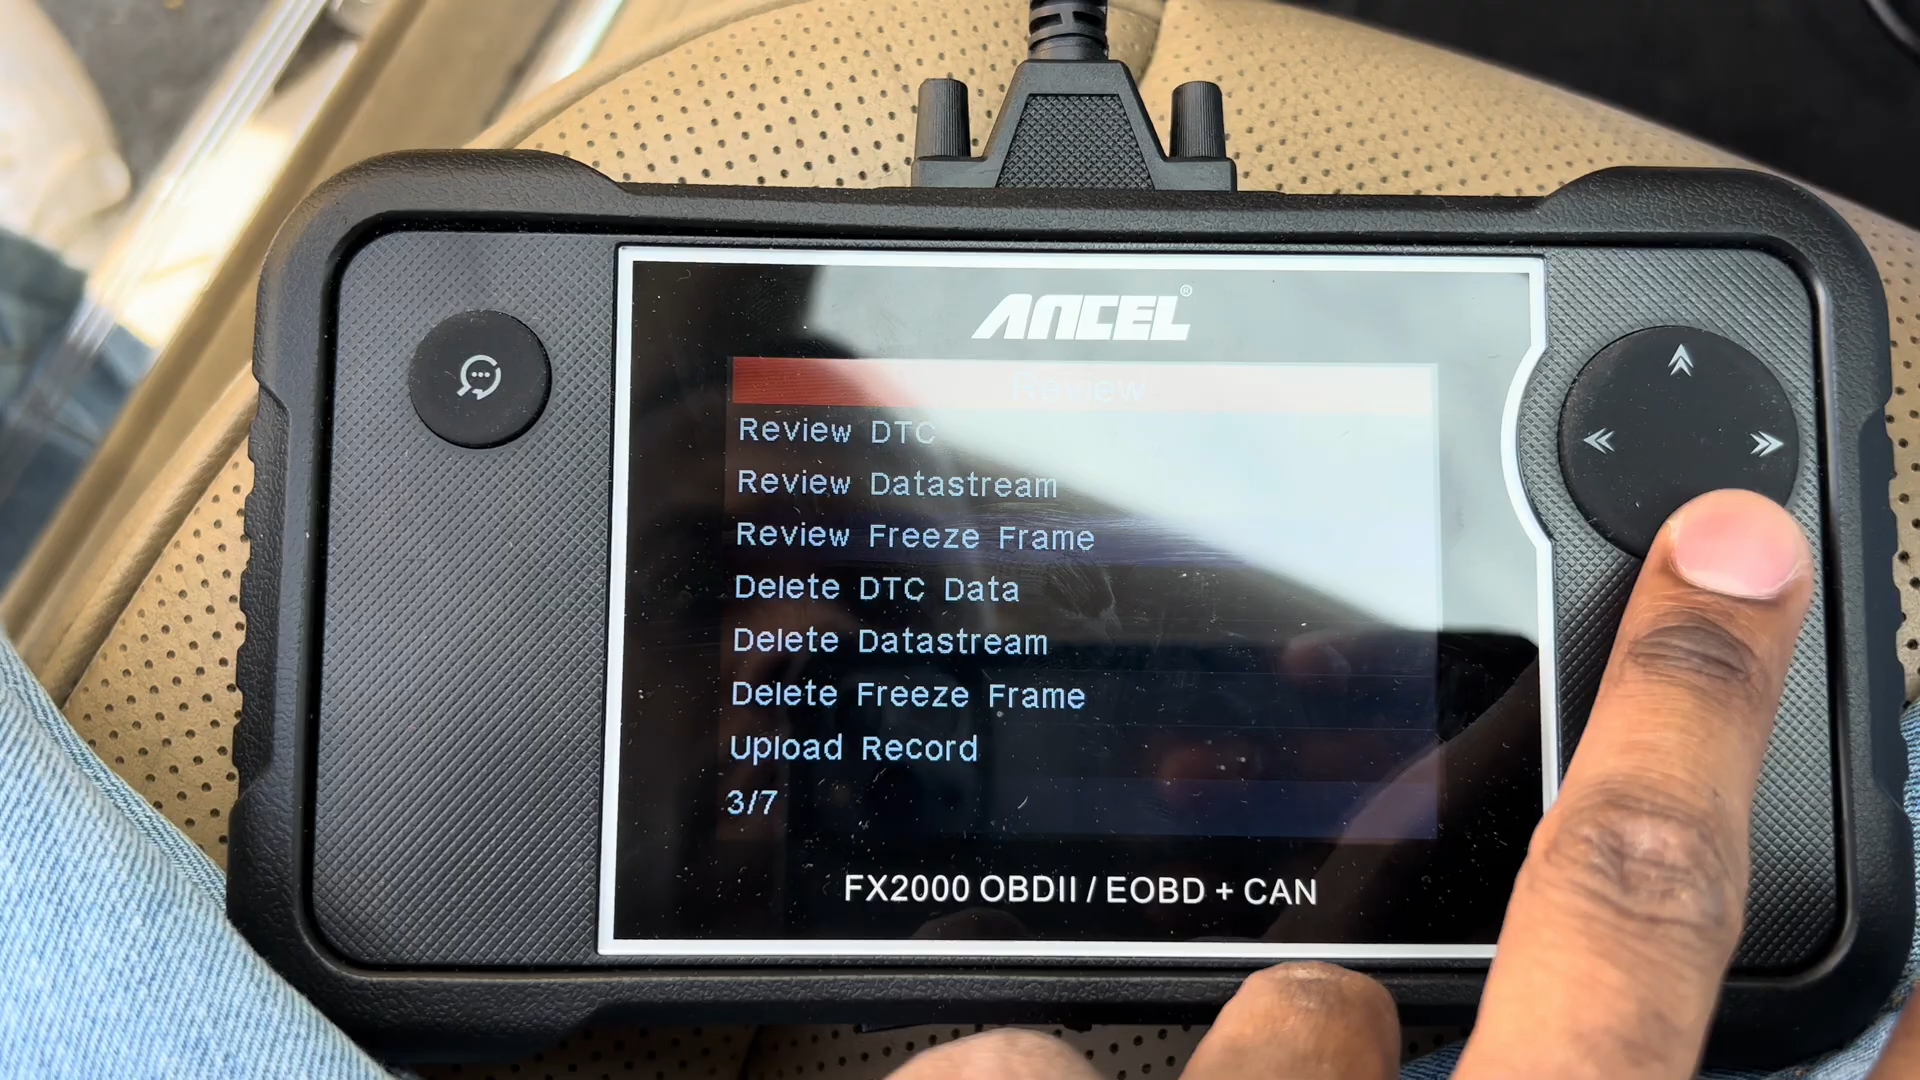 ANCEL®
Review
Review DTC
Review Datastream
Review Freeze Frame
Delete DTC Data
Delete Datastream
Delete Freeze Frame
Upload Record
3/7
FX2000 OBDII / EOBD + CAN